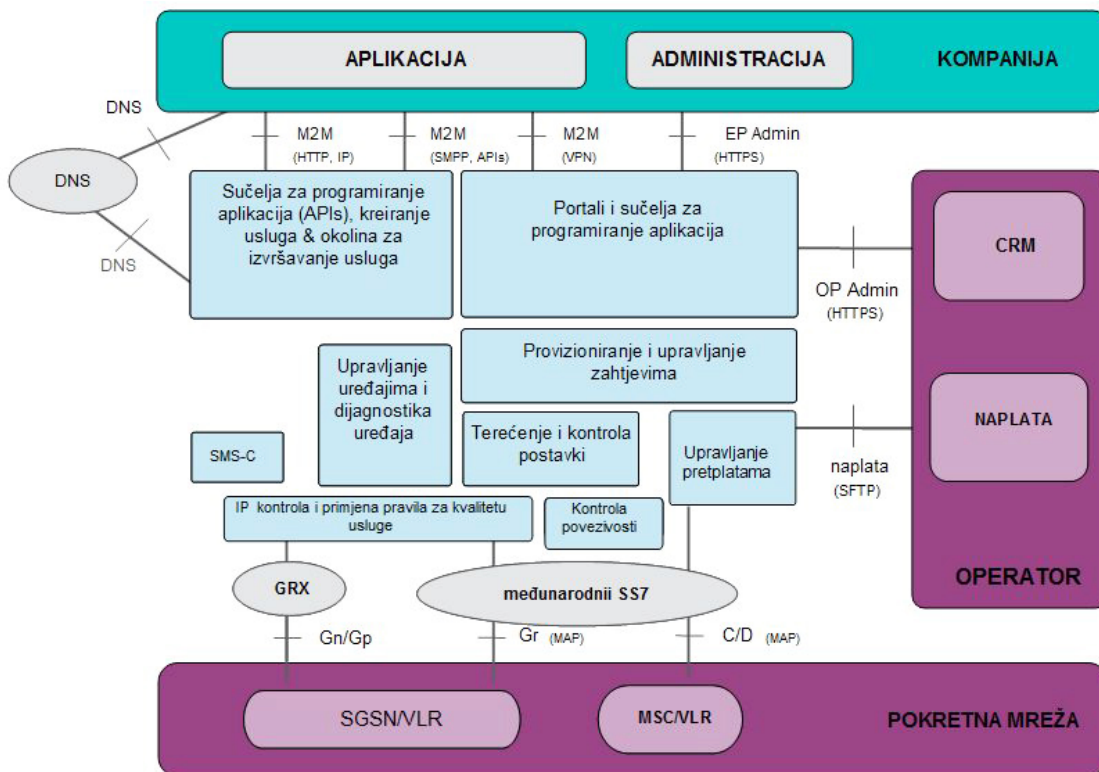 APLIKACIJA
ADMINISTRACIJA
KOMPANIJA
DNS
M2M
(HTTP, IP)
M2M
(SMPP, APIs)
M2M
(VPN)
EP Admin
(HTTPS)
DNS
DNS
Sučelja za programiranje
aplikacija (APIs), kreiranje
usluga & okolina za
izvršavanje usluga
Portali i sučelja za
programiranje aplikacija
CRM
OP Admin
(HTTPS)
Upravljanje
uređajima i
dijagnostika
uređaja
Provizioniranje i upravljanje
zahtjevima
NAPLATA
SMS-C
Terećenje i kontrola
postavki
Upravljanje
pretplatama
naplata
(SFTP)
IP kontrola i primjena pravila za kvalitetu
usluge
Kontrola
povezivosti
OPERATOR
GRX
međunarodnii SS7
Gn/Gp
Gr (MAP)
C/D (MAP)
SGSN/VLR
MSC/VLR
POKRETNA MREŽA